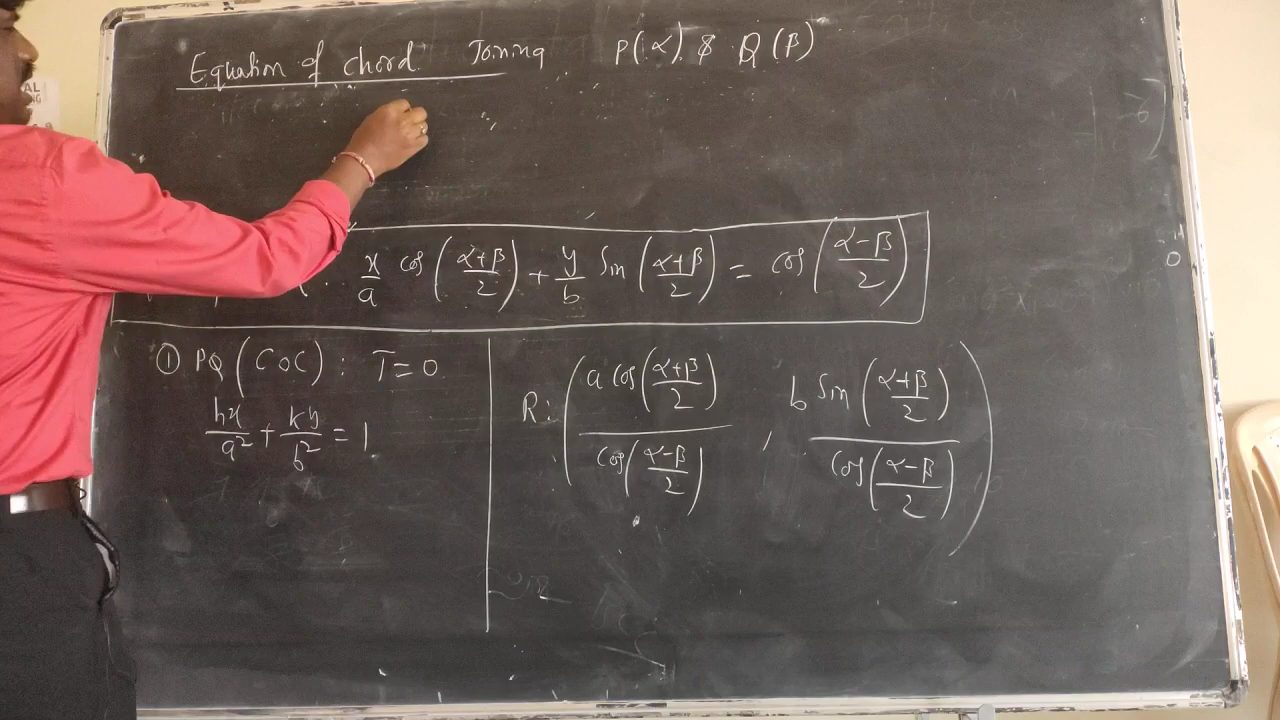 Equation of chord Joining P(α) & Q(β)
x/a cos((α+β)/2) + y/b Sin((α+β)/2) = cos((α-β)/2)
① PQ (COC) : T=0
hx/a² + ky/b² = 1
R: (a cos((α+β)/2) / cos((α-β)/2) , b Sin((α+β)/2) / cos((α-β)/2))